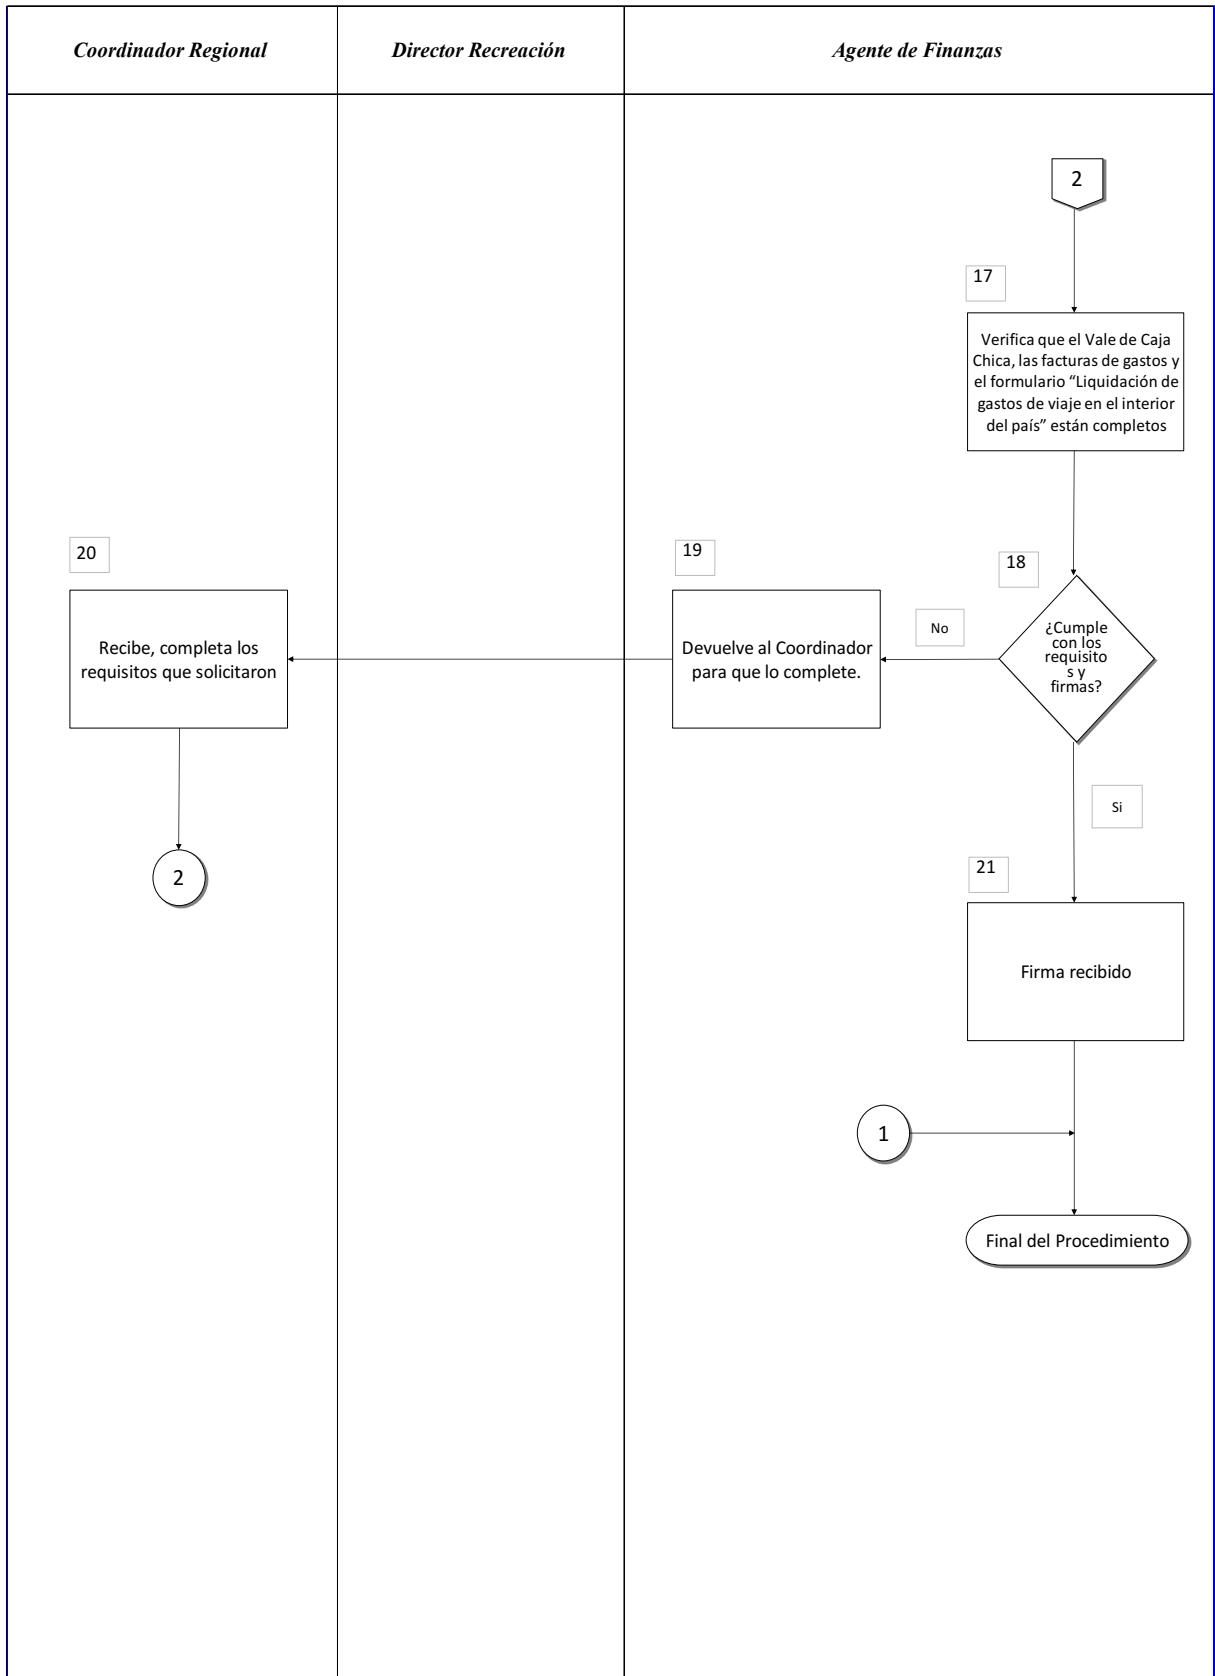 Coordinador Regional
Director Recreación
Agente de Finanzas
2
17
Verifica que el Vale de Caja
Chica, las facturas de gastos y
el formulario “Liquidación de
gastos de viaje en el interior
del país” están completos
20
19
18
Recibe, completa los
requisitos que solicitaron
Devuelve al Coordinador
para que lo complete.
No
¿Cumple
con los
requisito
s y
firmas?
Si
2
21
Firma recibido
1
Final del Procedimiento